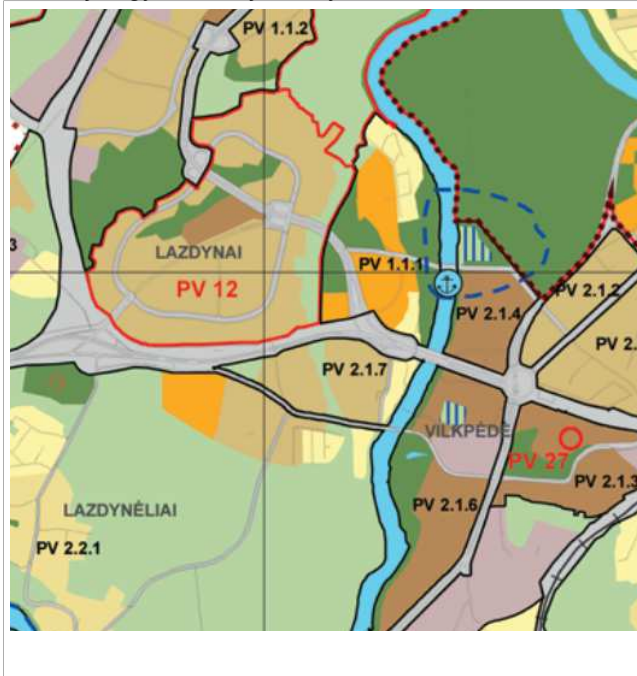 PV 1.1.2
3
LAZDYNAI
PV 12
PV 1.1.1
PV 2.1.2
PV 2.1.4
PV 2.
PV 2.1.7
VILKPĖDĖ
PV 27
PV 2.1.3
PV 2.1.6
LAZDYNĖLIAI
PV 2.2.1